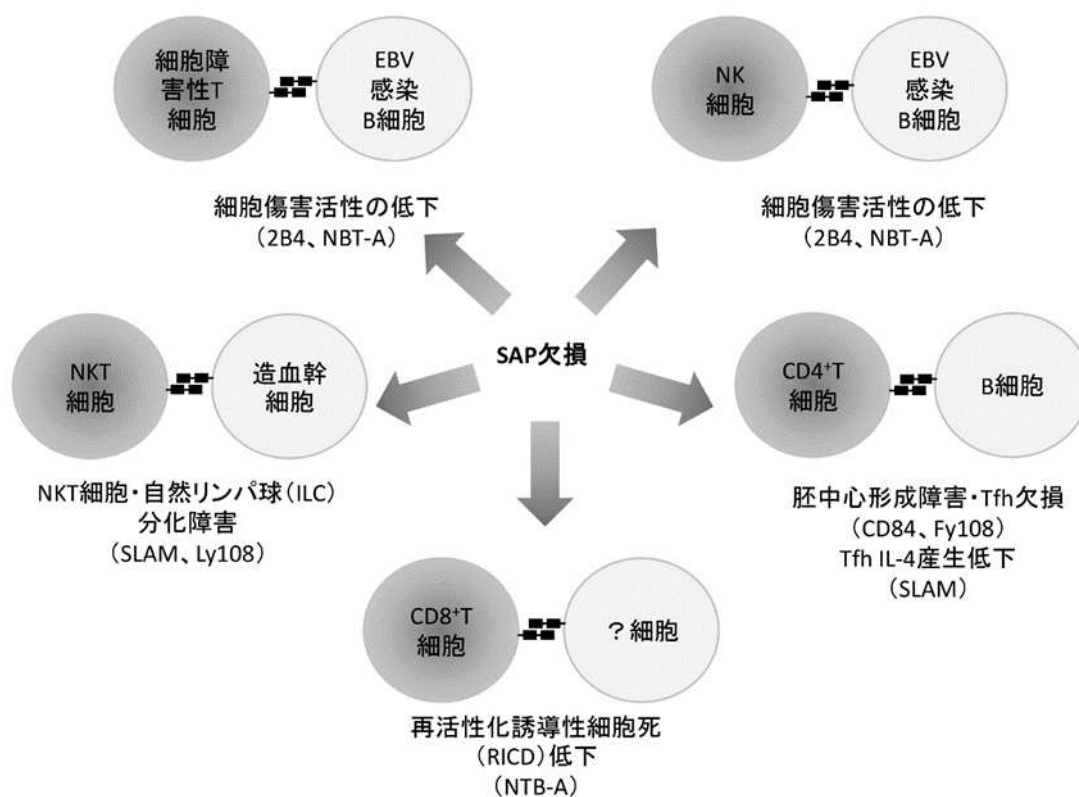 細胞障
害性T
細胞
EBV
感染
B細胞
細胞傷害活性の低下
（2B4、NBT-A）
NK
細胞
EBV
感染
B細胞
細胞傷害活性の低下
（2B4、NBT-A）
SAP欠損
NKT
細胞
造血幹
細胞
NKT細胞・自然リンパ球（ILC）
分化障害
（SLAM、Ly108）
CD4⁺T
細胞
B細胞
胚中心形成障害・Tfh欠損
（CD84、Fy108）
Tfh IL-4産生低下
（SLAM）
CD8⁺T
細胞
？細胞
再活性化誘導性細胞死
（RICD）低下
（NTB-A）